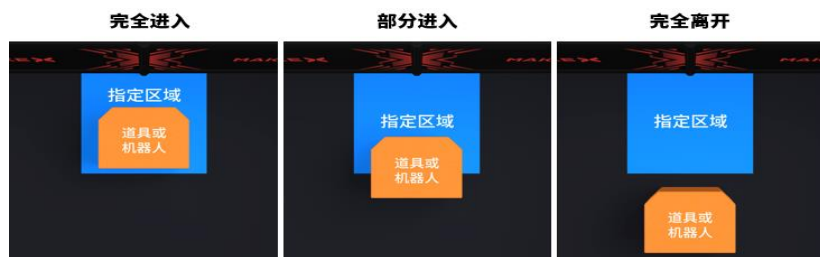 完全进入
部分进入
完全离开
指定区域
道具或
机器人
指定区域
道具或
机器人
指定区域
道具或
机器人